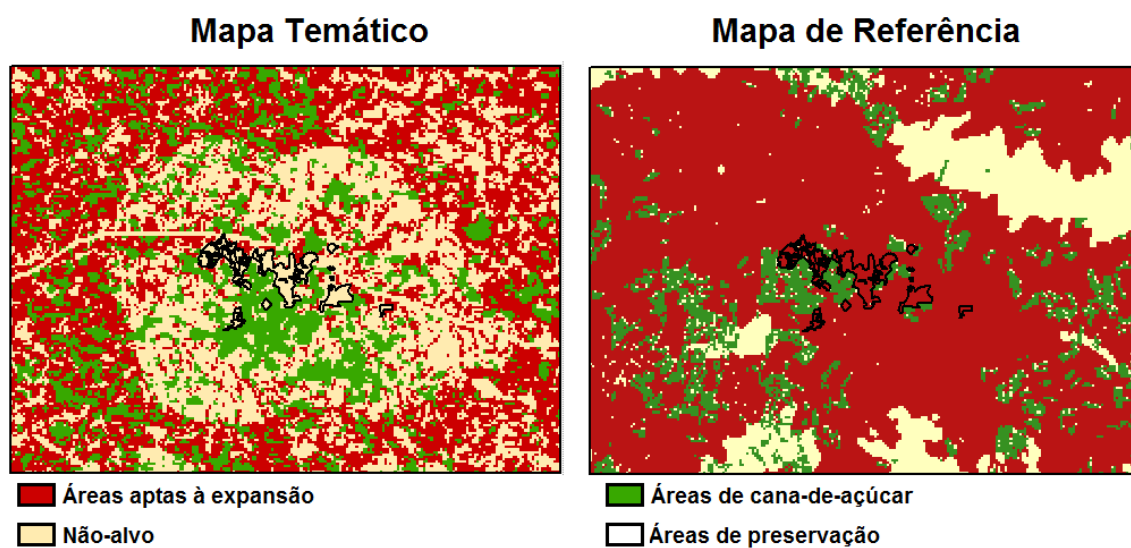 Mapa Temático
Mapa de Referência
Áreas aptas à expansão
Áreas de cana-de-açúcar
Não-alvo
Áreas de preservação